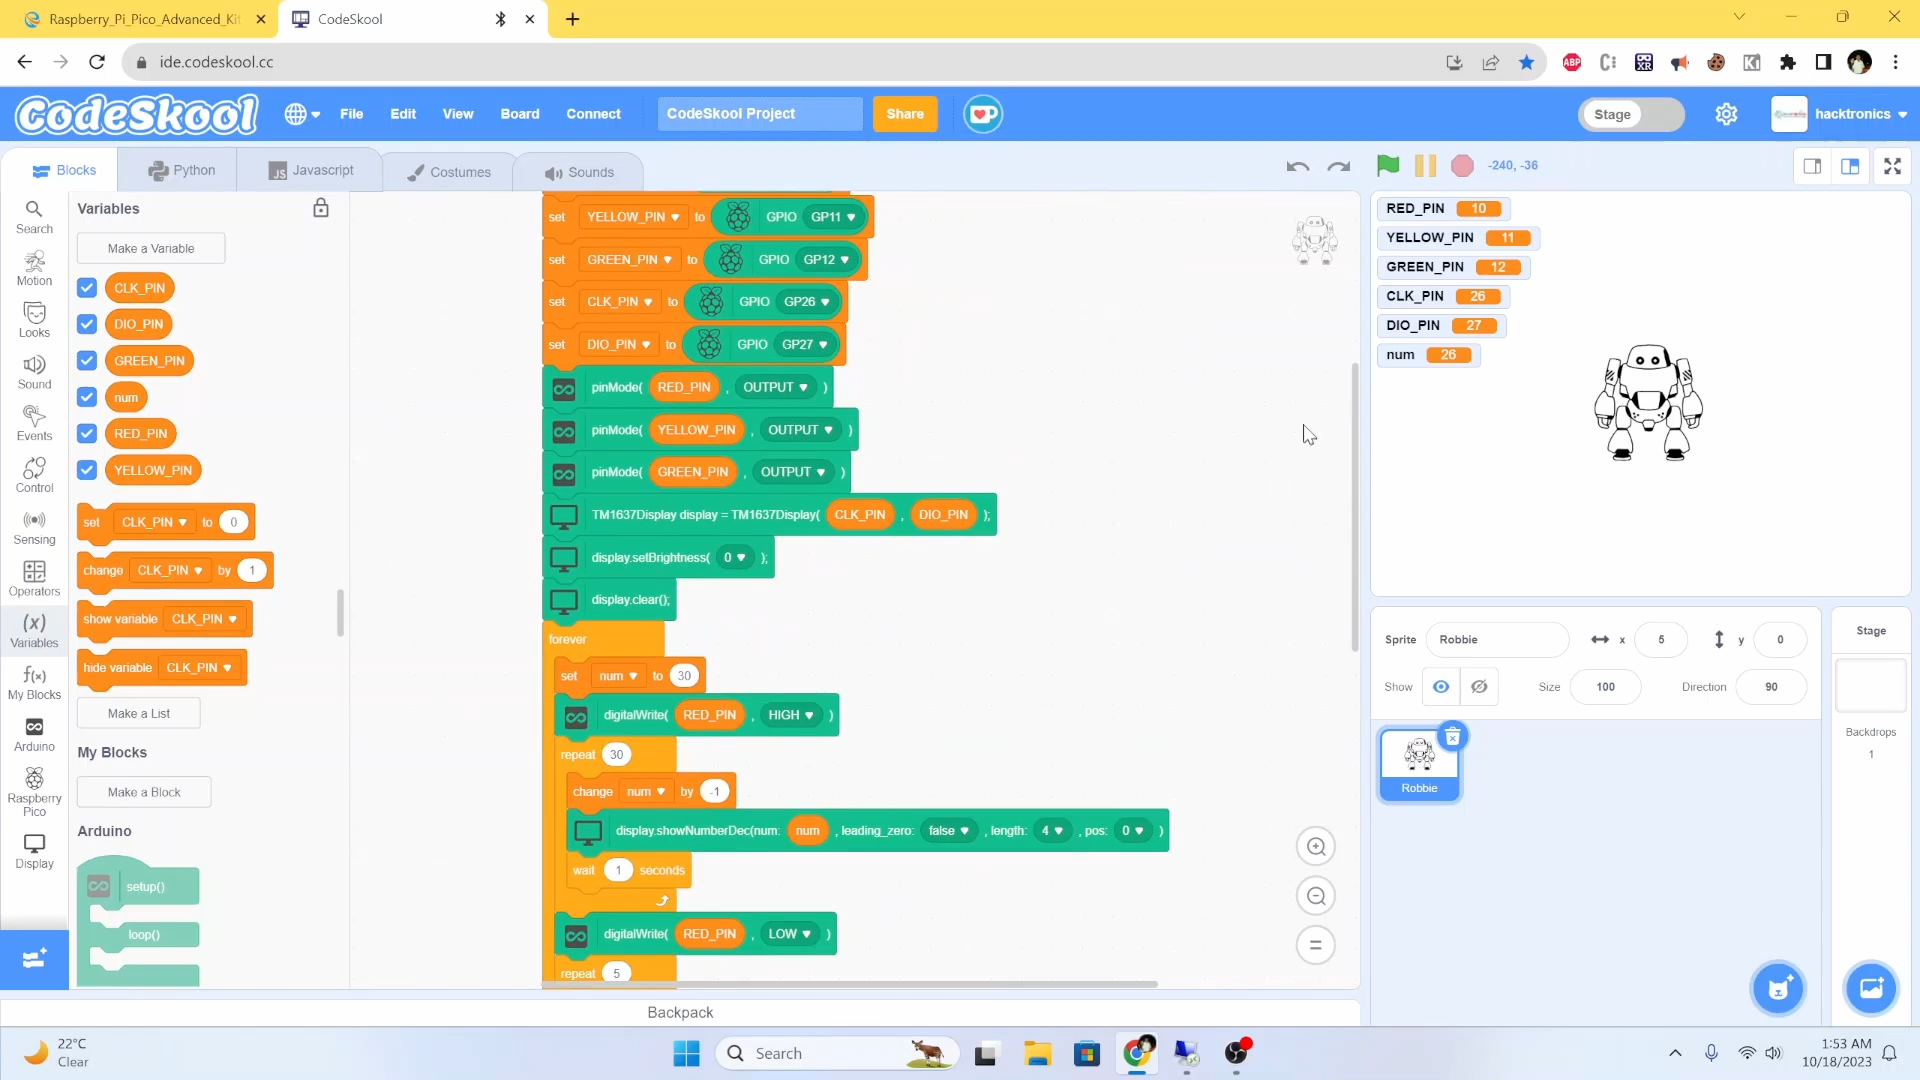 Raspberry_Pi_Pico_Advanced_Kit
CodeSkool
ide.codeskool.cc
CodeSkool
File
Edit
View
Board
Connect
CodeSkool Project
Share
Stage
hacktronics
Blocks
Python
Javascript
Costumes
Sounds
-240, -36
Search
Motion
Looks
Sound
Events
Control
Sensing
Operators
(x)
Variables
f(x)
My Blocks
Arduino
Raspberry
Pico
Display
Variables
Make a Variable
CLK_PIN
DIO_PIN
GREEN_PIN
num
RED_PIN
YELLOW_PIN
set CLK_PIN to 0
change CLK_PIN by 1
show variable CLK_PIN
hide variable CLK_PIN
Make a List
My Blocks
Make a Block
Arduino
setup()
loop()
set YELLOW_PIN to GPIO GP11
set GREEN_PIN to GPIO GP12
set CLK_PIN to GPIO GP26
set DIO_PIN to GPIO GP27
pinMode( RED_PIN , OUTPUT )
pinMode( YELLOW_PIN , OUTPUT )
pinMode( GREEN_PIN , OUTPUT )
TM1637Display display = TM1637Display( CLK_PIN , DIO_PIN );
display.setBrightness( 0 );
display.clear();
forever
set num to 30
digitalWrite( RED_PIN , HIGH )
repeat 30
change num by -1
display.showNumberDec(num: num , leading_zero: false , length: 4 , pos: 0 )
wait 1 seconds
digitalWrite( RED_PIN , LOW )
repeat 5
Backpack
RED_PIN 10
YELLOW_PIN 11
GREEN_PIN 12
CLK_PIN 26
DIO_PIN 27
num 26
Sprite Robbie x 5 y 0
Show Size 100 Direction 90
Robbie
Stage
Backdrops
1
22°C
Clear
Search
1:53 AM
10/18/2023